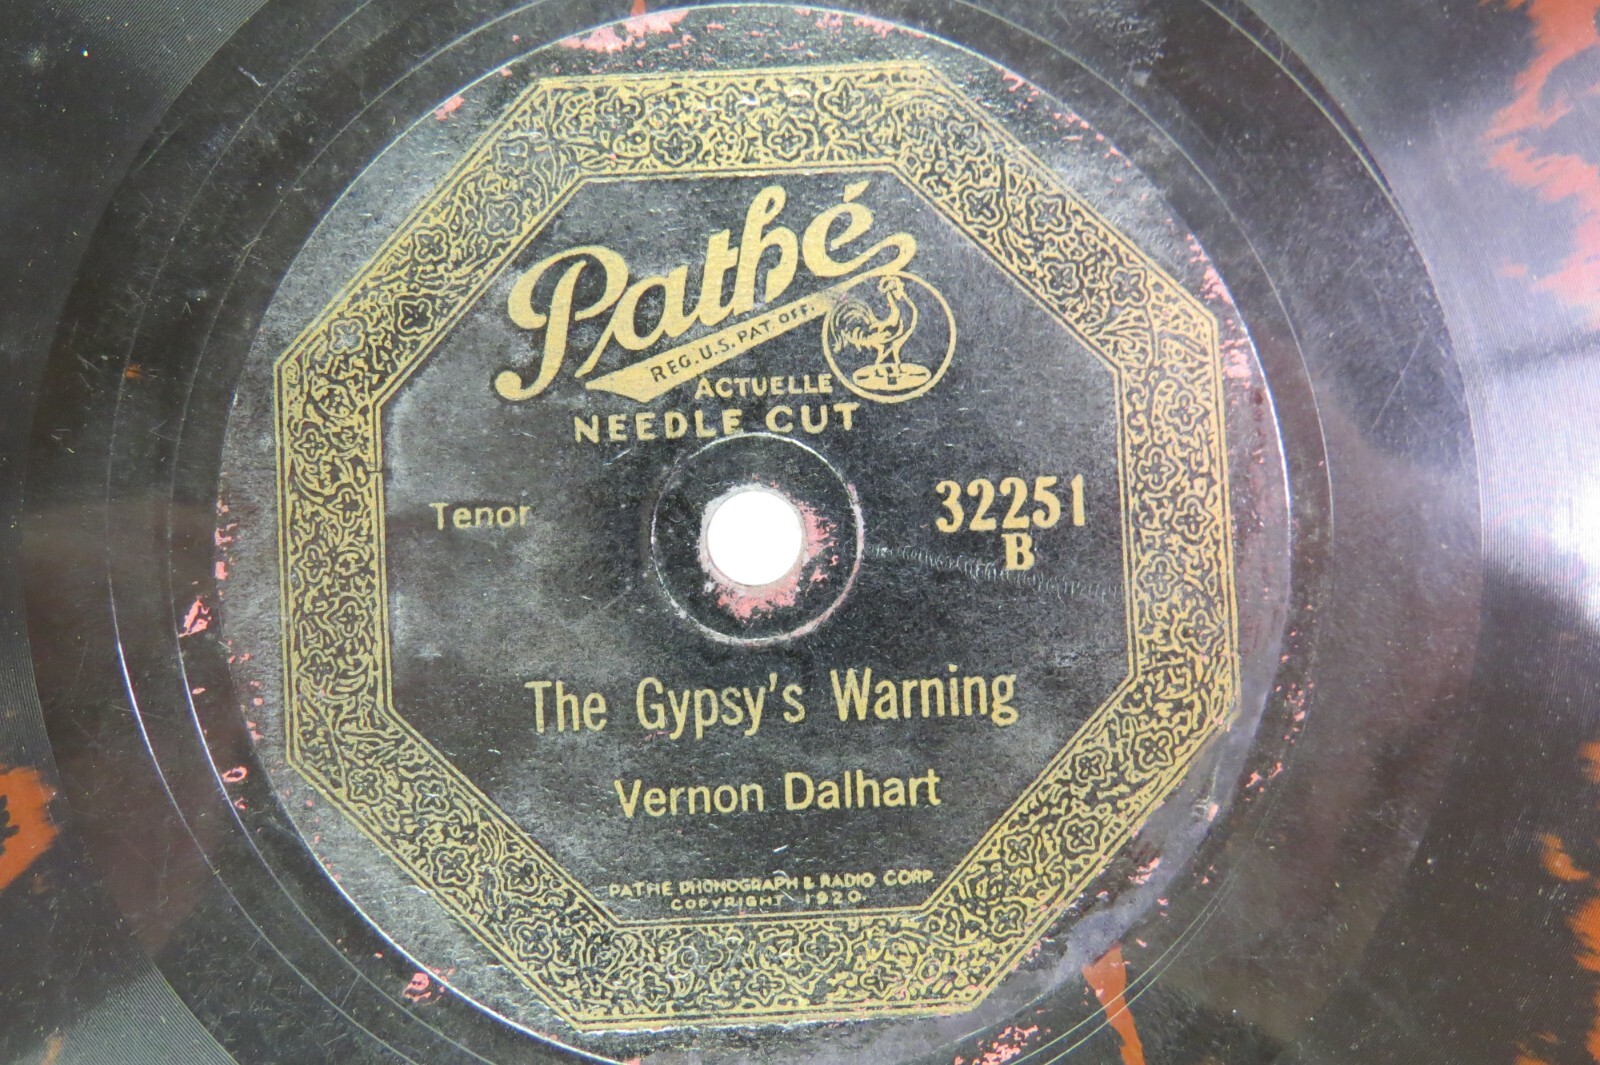 Pathé
REG. U.S. PAT. OFF.
ACTUELLE
NEEDLE CUT
Tenor
32251
B
The Gypsy's Warning
Vernon Dalhart
PATHE PHONOGRAPH & RADIO CORP.
COPYRIGHT 1920.